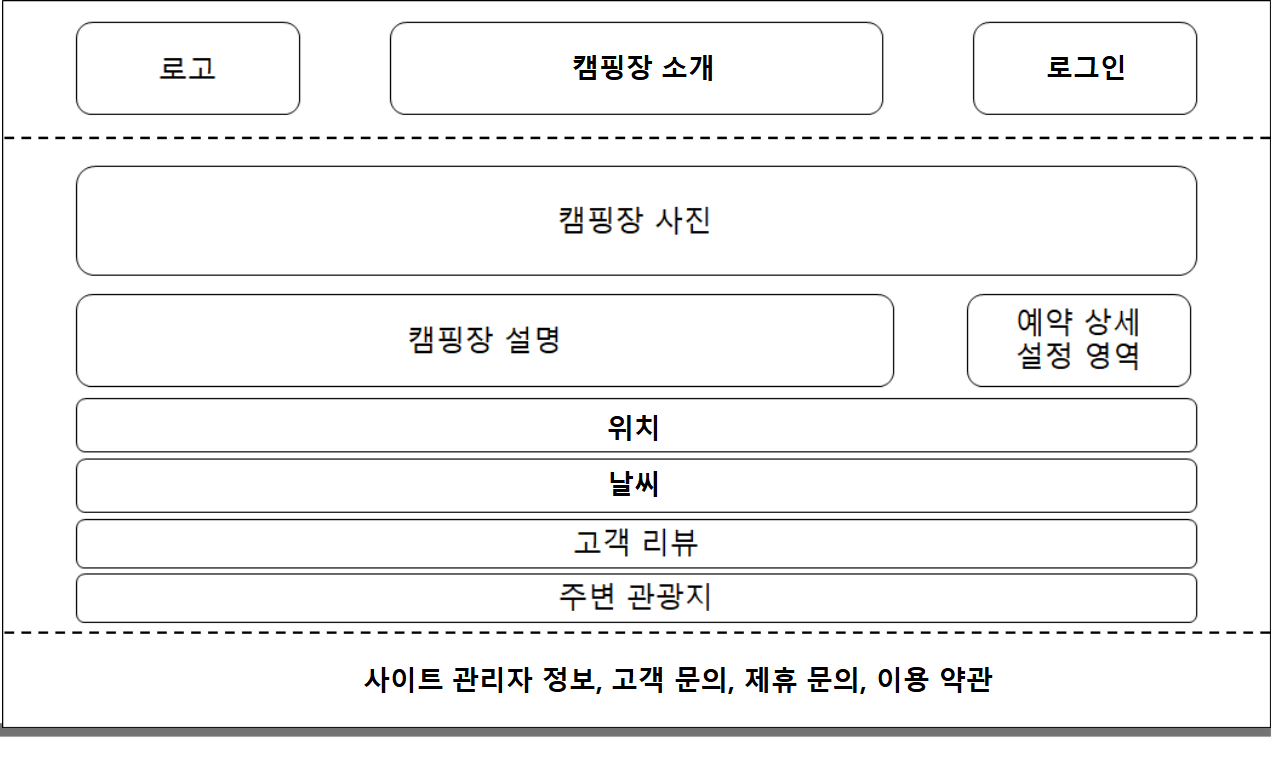 로고
캠핑장 소개
로그인
캠핑장 사진
캠핑장 설명
예약 상세
설정 영역
위치
날씨
고객 리뷰
주변 관광지
사이트 관리자 정보, 고객 문의, 제휴 문의, 이용 약관